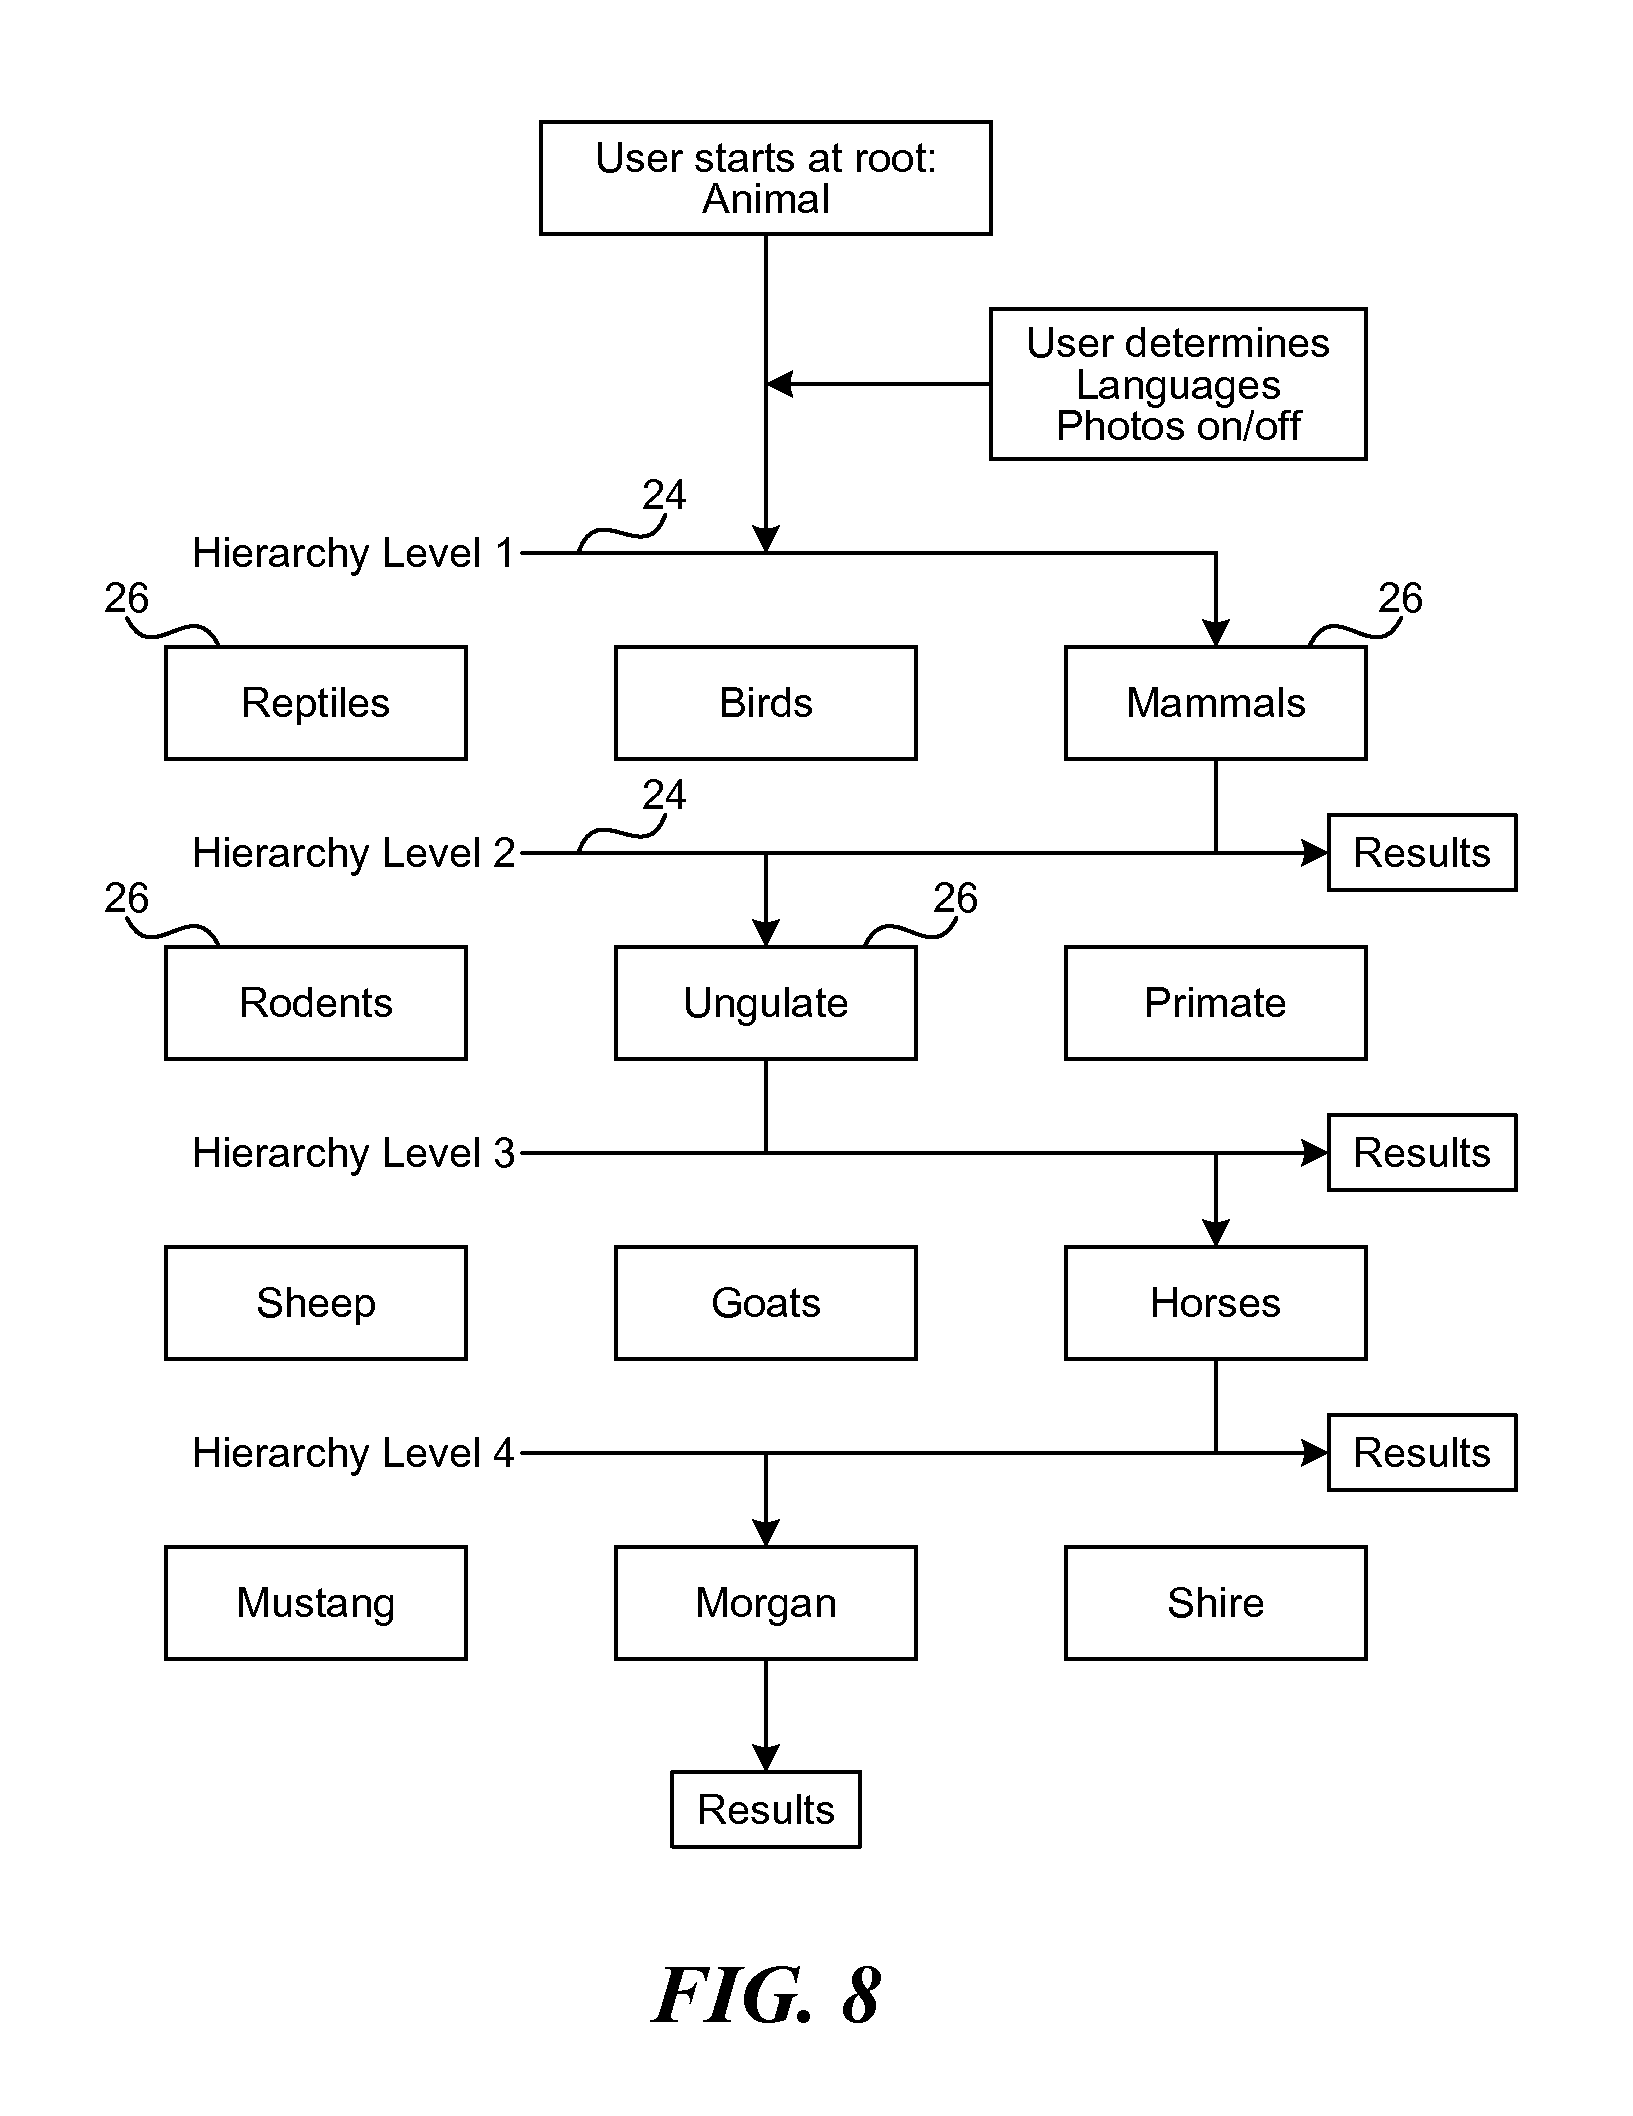 User starts at root:
Animal
User determines
Languages
Photos on/off
24
Hierarchy Level 1
26
26
Reptiles
Birds
Mammals
24
Hierarchy Level 2
Results
26
26
Rodents
Ungulate
Primate
Hierarchy Level 3
Results
Sheep
Goats
Horses
Hierarchy Level 4
Results
Mustang
Morgan
Shire
Results
FIG. 8